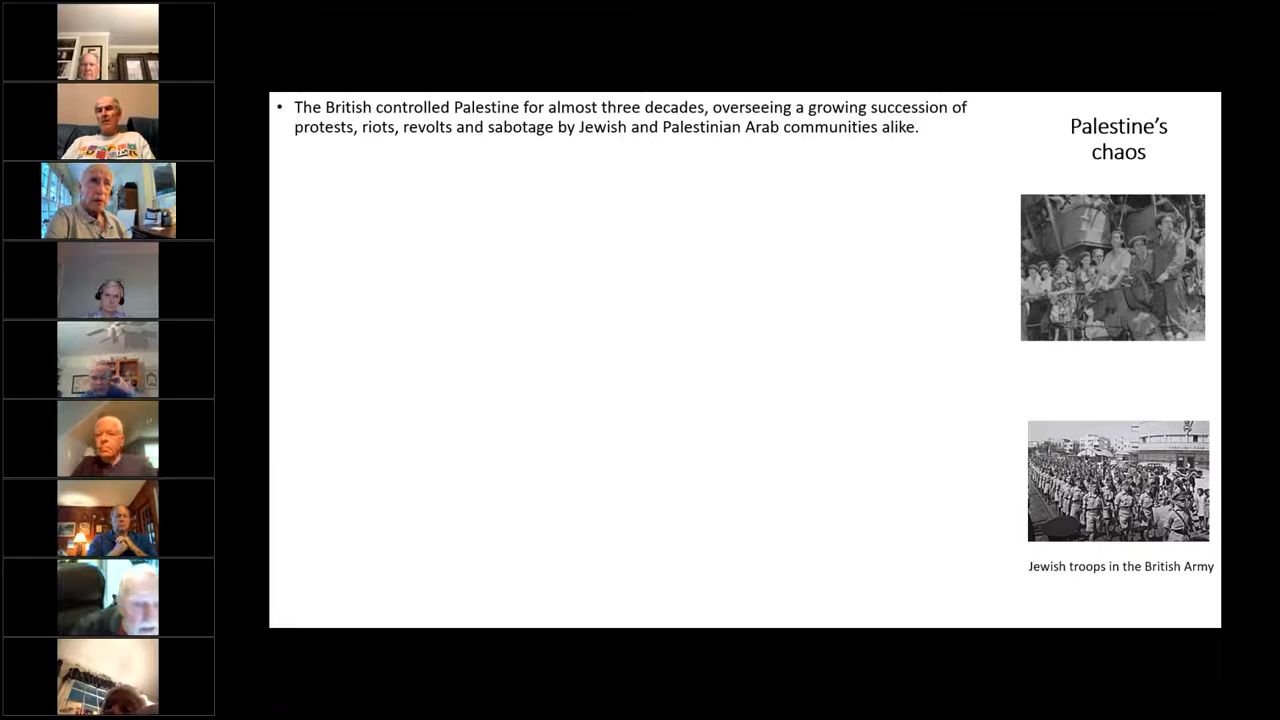 • The British controlled Palestine for almost three decades, overseeing a growing succession of
protests, riots, revolts and sabotage by Jewish and Palestinian Arab communities alike.
Palestine’s
chaos
Jewish troops in the British Army